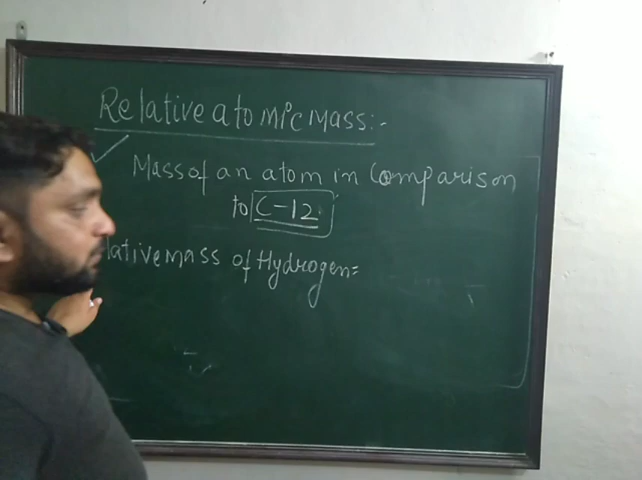 Relative atomic mass:-
Mass of an atom in Comparison
to C-12.
lative mass of Hydrogen=